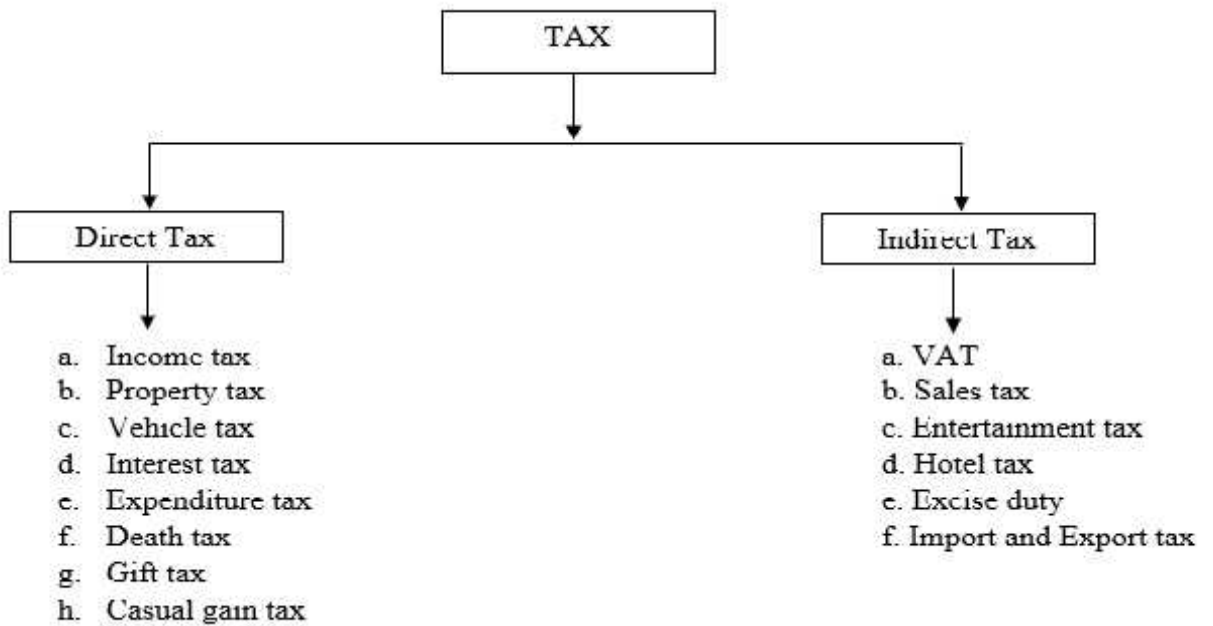 TAX
Direct Tax
Indirect Tax
a. Income tax
b. Property tax
c. Vehicle tax
d. Interest tax
e. Expenditure tax
f. Death tax
g. Gift tax
h. Casual gain tax
a. VAT
b. Sales tax
c. Entertainment tax
d. Hotel tax
e. Excise duty
f. Import and Export tax